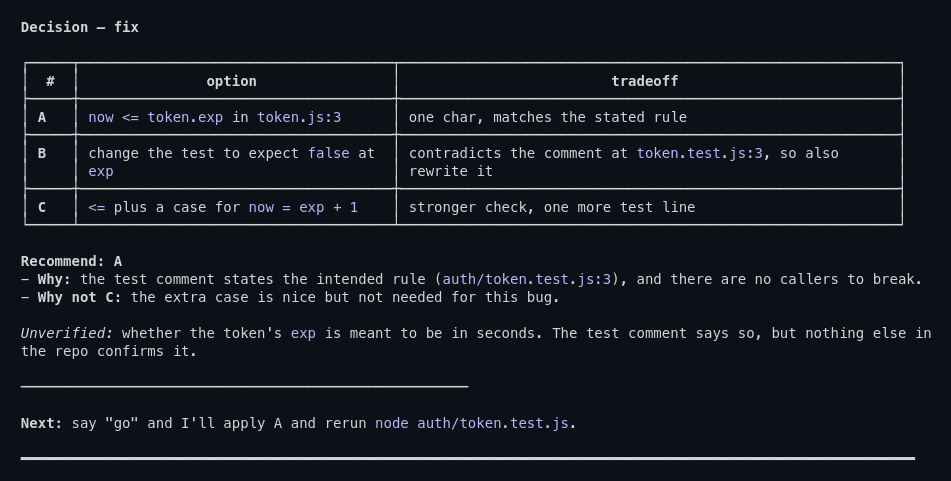 Decision — fix
# option tradeoff
A now <= token.exp in token.js:3 one char, matches the stated rule
B change the test to expect false at contradicts the comment at token.test.js:3, so also
exp rewrite it
C <= plus a case for now = exp + 1 stronger check, one more test line
Recommend: A
– Why: the test comment states the intended rule (auth/token.test.js:3), and there are no callers to break.
– Why not C: the extra case is nice but not needed for this bug.
Unverified: whether the token's exp is meant to be in seconds. The test comment says so, but nothing else in
the repo confirms it.
Next: say "go" and I'll apply A and rerun node auth/token.test.js.